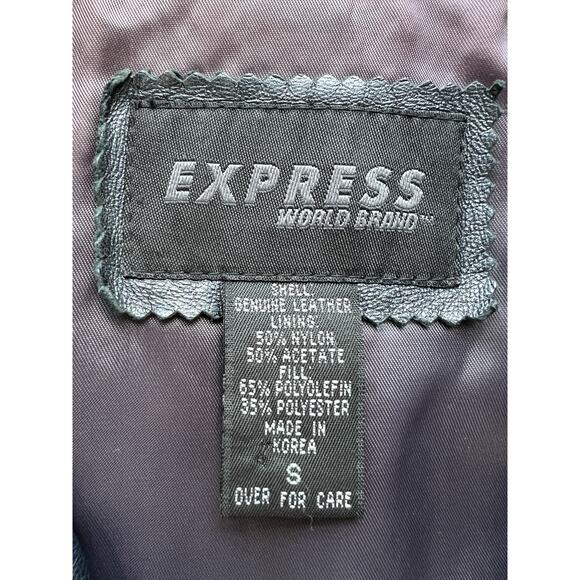 EXPRESS
WORLD BRAND™
SHELL
GENUINE LEATHER
LINING
50% NYLON
50% ACETATE
FILL
65% POLYOLEFIN
35% POLYESTER
MADE IN
KOREA
S
OVER FOR CARE